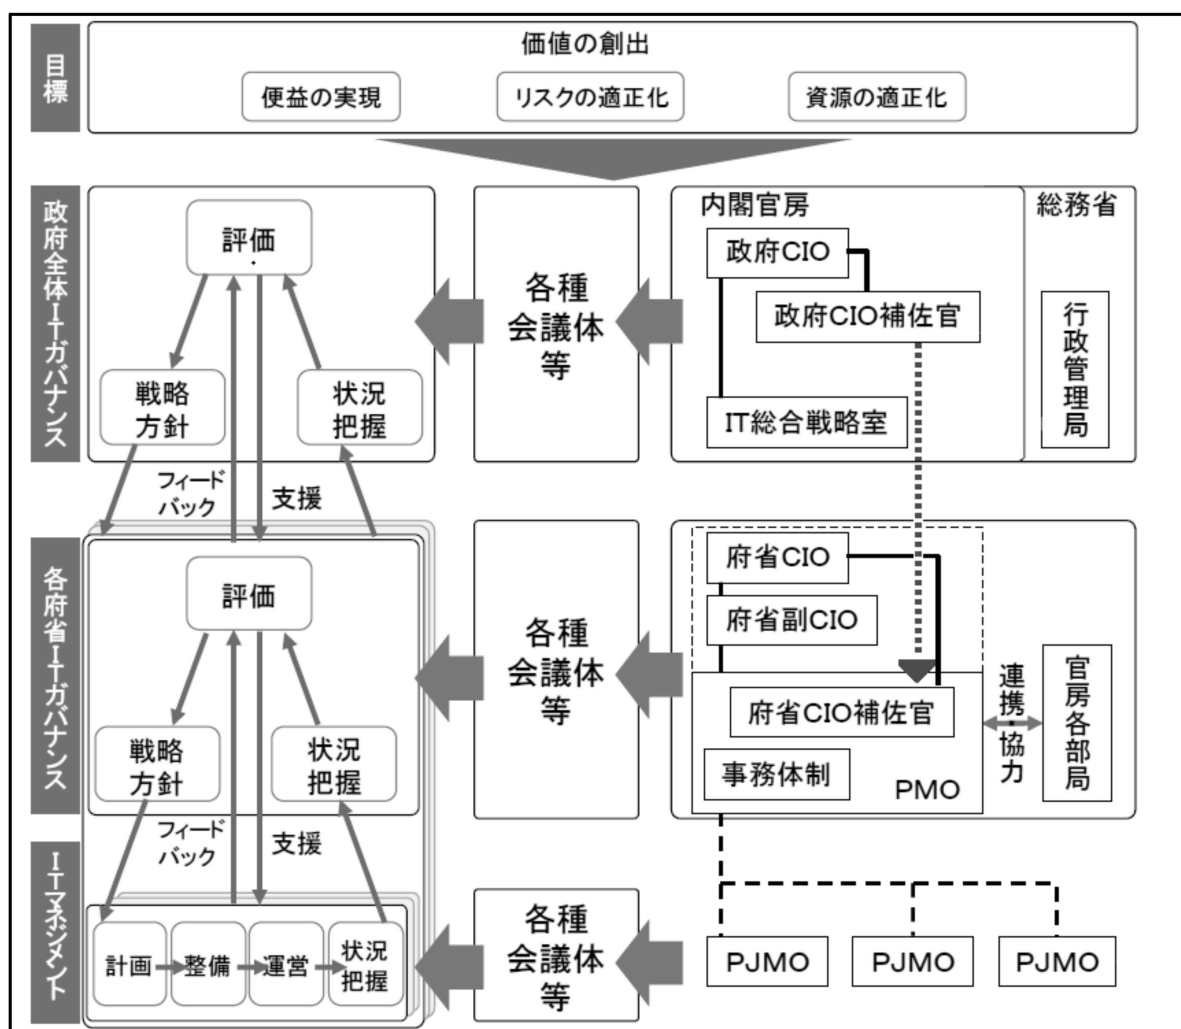 目標
価値の創出
便益の実現
リスクの適正化
資源の適正化
政府全体ITガバナンス
評価
戦略
方針
状況
把握
各種
会議体
等
内閣官房
政府CIO
政府CIO補佐官
IT総合戦略室
総務省
行政管理局
フィード
バック
支援
各府省ITガバナンス
評価
戦略
方針
状況
把握
各種
会議体
等
府省CIO
府省副CIO
府省CIO補佐官
事務体制
PMO
連携・協力
官房各部局
フィード
バック
支援
ITマネジメント
計画
整備
運営
状況
把握
各種
会議体
等
PJMO
PJMO
PJMO